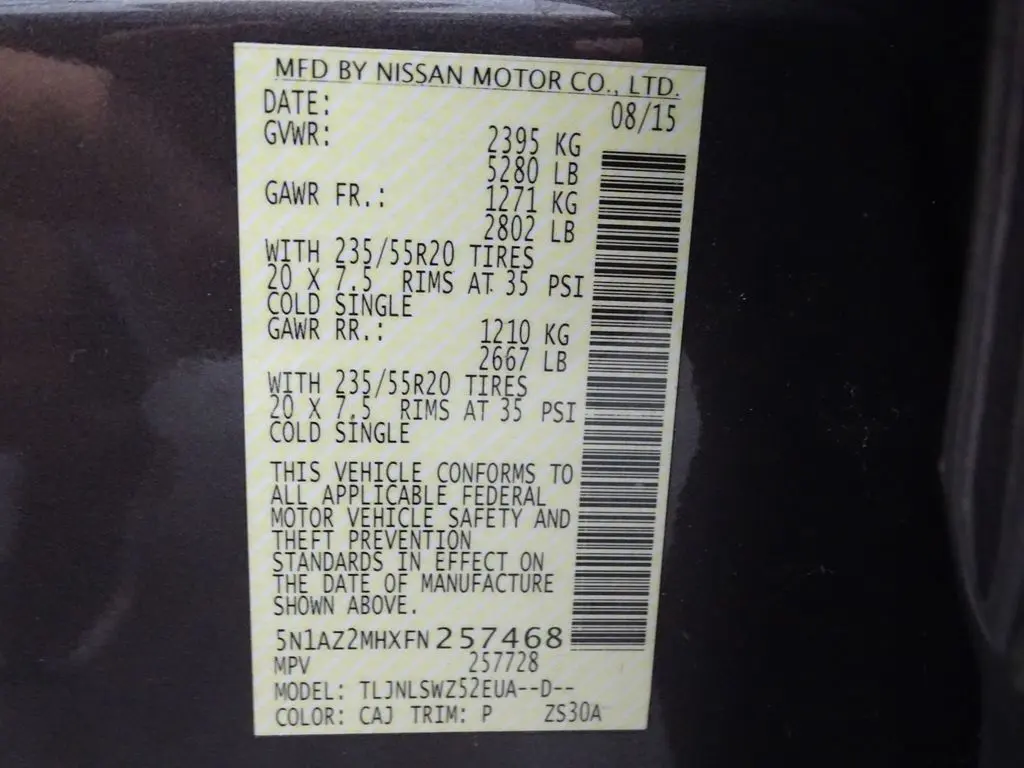 MFD BY NISSAN MOTOR CO., LTD.
DATE: 08/15
GVWR: 2395 KG
5280 LB
GAWR FR.: 1271 KG
2802 LB
WITH 235/55R20 TIRES
20 X 7.5 RIMS AT 35 PSI
COLD SINGLE
GAWR RR.: 1210 KG
2667 LB
WITH 235/55R20 TIRES
20 X 7.5 RIMS AT 35 PSI
COLD SINGLE
THIS VEHICLE CONFORMS TO
ALL APPLICABLE FEDERAL
MOTOR VEHICLE SAFETY AND
THEFT PREVENTION
STANDARDS IN EFFECT ON
THE DATE OF MANUFACTURE
SHOWN ABOVE.
5N1AZ2MHXFN257468
MPV 257728
MODEL: TLJNLSWZ52EUA--D--
COLOR: CAJ TRIM: P ZS30A